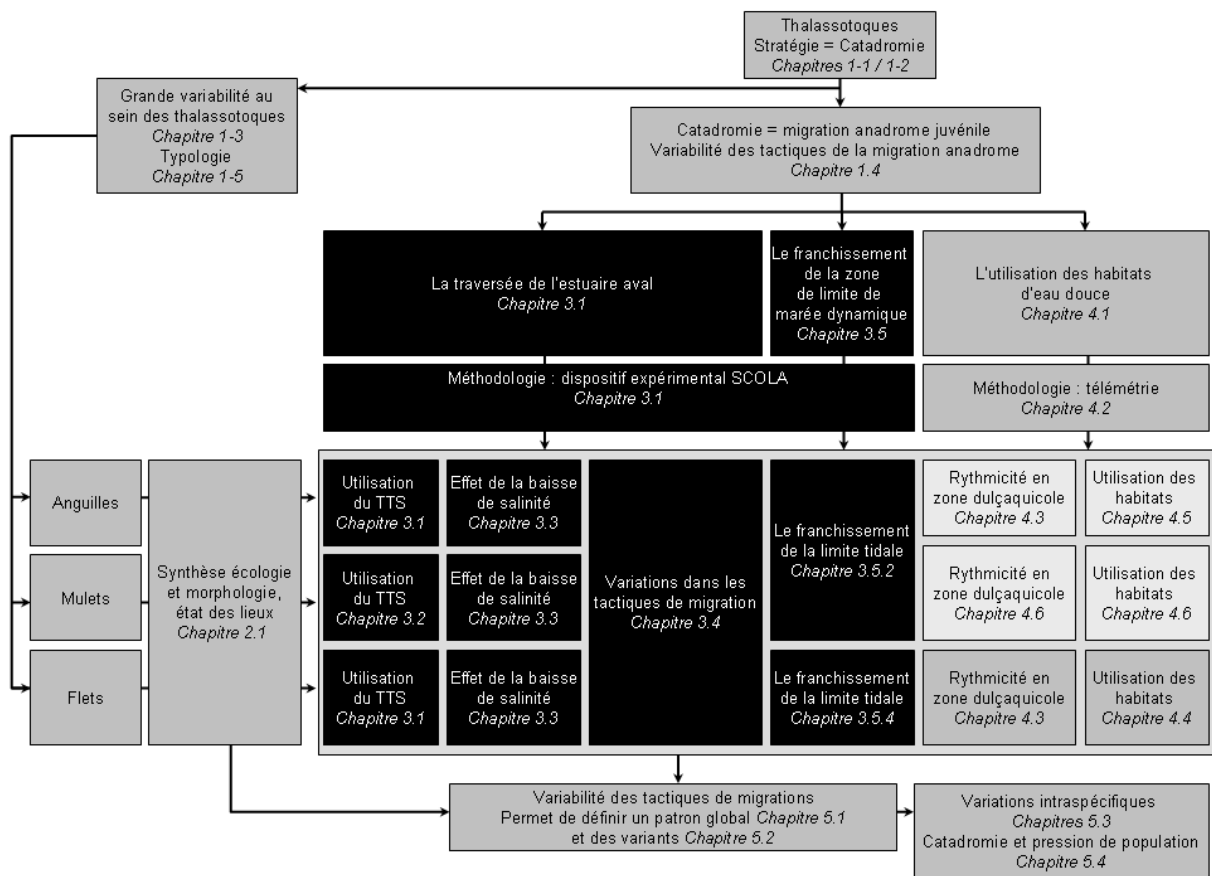 Thalassotoques
Stratégie = Catadromie
Chapitres 1-1 / 1-2
Grande variabilité au
sein des thalassotoques
Chapitre 1-3
Typologie
Chapitre 1-5
Catadromie = migration anadrome juvénile
Variabilité des tactiques de la migration anadrome
Chapitre 1.4
La traversée de l'estuaire aval
Chapitre 3.1
Le franchissement
de la zone
de limite de
marée dynamique
Chapitre 3.5
L'utilisation des habitats
d'eau douce
Chapitre 4.1
Méthodologie : dispositif expérimental SCOLA
Chapitre 3.1
Méthodologie : télémétrie
Chapitre 4.2
Anguilles
Mulets
Flets
Synthèse écologie
et morphologie,
état des lieux
Chapitre 2.1
Utilisation
du TTS
Chapitre 3.1
Effet de la baisse
de salinité
Chapitre 3.3
Utilisation
du TTS
Chapitre 3.2
Effet de la baisse
de salinité
Chapitre 3.3
Utilisation
du TTS
Chapitre 3.1
Effet de la baisse
de salinité
Chapitre 3.3
Variations dans les
tactiques de migration
Chapitre 3.4
Le franchissement
de la limite tidale
Chapitre 3.5.2
Le franchissement
de la limite tidale
Chapitre 3.5.4
Rythmicité en
zone dulçaquicole
Chapitre 4.3
Utilisation des
habitats
Chapitre 4.5
Rythmicité en
zone dulçaquicole
Chapitre 4.6
Utilisation des
habitats
Chapitre 4.6
Rythmicité en
zone dulçaquicole
Chapitre 4.3
Utilisation des
habitats
Chapitre 4.4
Variabilité des tactiques de migrations
Permet de définir un patron global Chapitre 5.1
et des variants Chapitre 5.2
Variations intraspécifiques
Chapitres 5.3
Catadromie et pression de population
Chapitre 5.4